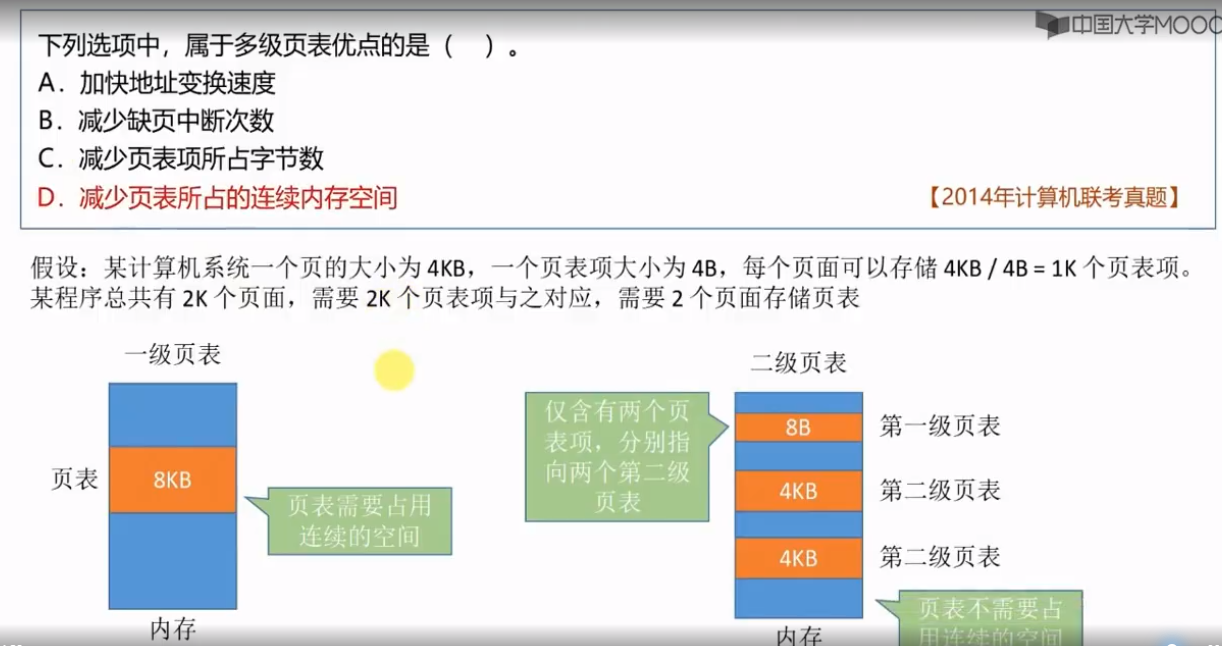 中国大学MOOC
下列选项中，属于多级页表优点的是（ ）。
A．加快地址变换速度
B．减少缺页中断次数
C．减少页表项所占字节数
D．减少页表所占的连续内存空间
【2014年计算机联考真题】
假设：某计算机系统一个页的大小为 4KB，一个页表项大小为 4B，每个页面可以存储 4KB / 4B = 1K 个页表项。
某程序总共有 2K 个页面，需要 2K 个页表项与之对应，需要 2 个页面存储页表
一级页表
页表
8KB
页表需要占用
连续的空间
内存
二级页表
仅含有两个页
表项，分别指
向两个第二级
页表
8B
第一级页表
4KB
第二级页表
4KB
第二级页表
页表不需要占
用连续的空间
内存